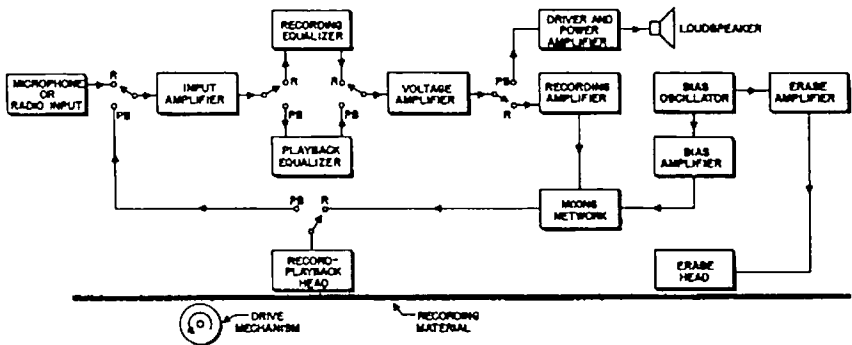 RECORDING
EQUALIZER
DRIVER AND
POWER
AMPLIFIER
LOUDSPEAKER
MICROPHONE
OR
RADIO INPUT
R
PB
INPUT
AMPLIFIER
R
PB
R
PB
VOLTAGE
AMPLIFIER
PB
R
RECORDING
AMPLIFIER
BIAS
OSCILLATOR
ERASE
AMPLIFIER
PLAYBACK
EQUALIZER
BIAS
AMPLIFIER
PB
R
MIXING
NETWORK
RECORD-
PLAYBACK
HEAD
ERASE
HEAD
DRIVE
MECHANISM
RECORDING
MATERIAL